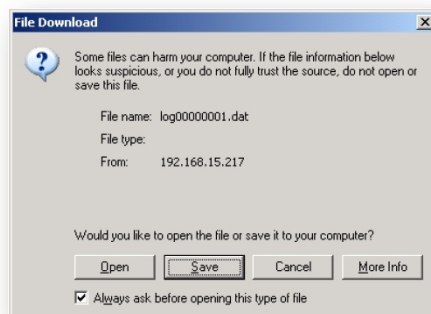 File Download
Some files can harm your computer. If the file information below
looks suspicious, or you do not fully trust the source, do not open or
save this file.
File name: log00000001.dat
File type:
From: 192.168.15.217
Would you like to open the file or save it to your computer?
Open Save Cancel More Info
Always ask before opening this type of file